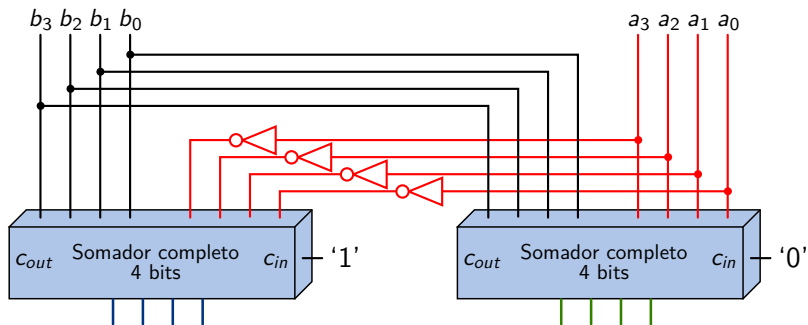 b3 b2 b1 b0 a3 a2 a1 a0
cout Somador completo 4 bits cin '1'
cout Somador completo 4 bits cin '0'